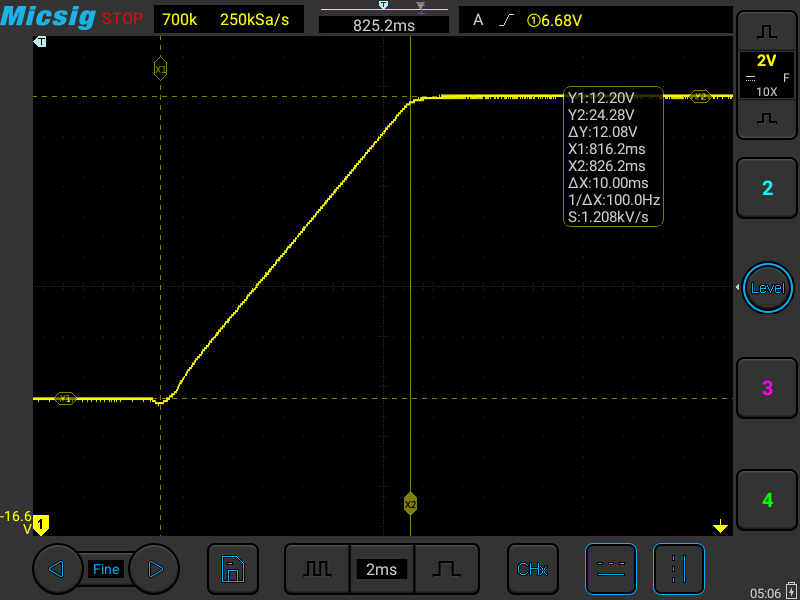 Micsig STOP 700k 250kSa/s 825.2ms A ①6.68V
T
T
X1
2V
F
10X
Y1:12.20V
Y2:24.28V
ΔY:12.08V
X1:816.2ms
X2:826.2ms
ΔX:10.00ms
1/ΔX:100.0Hz
S:1.208kV/s
Y2
2
Level
3
Y1
X2
4
-16.6
V
1
Fine 2ms CHx
05:06